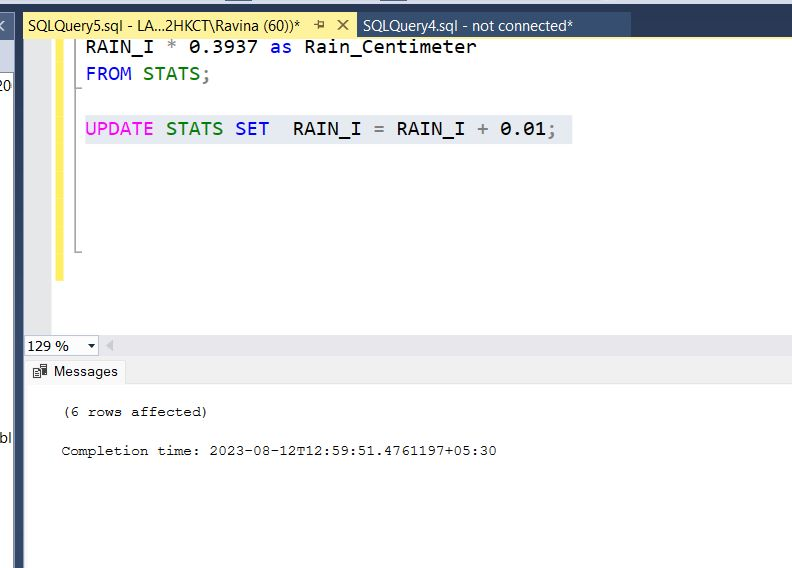 SQLQuery5.sql - LA...2HKCT\Ravina (60))* SQLQuery4.sql - not connected*
RAIN_I * 0.3937 as Rain_Centimeter
FROM STATS;
UPDATE STATS SET  RAIN_I = RAIN_I + 0.01;
129 %
Messages
(6 rows affected)
Completion time: 2023-08-12T12:59:51.4761197+05:30